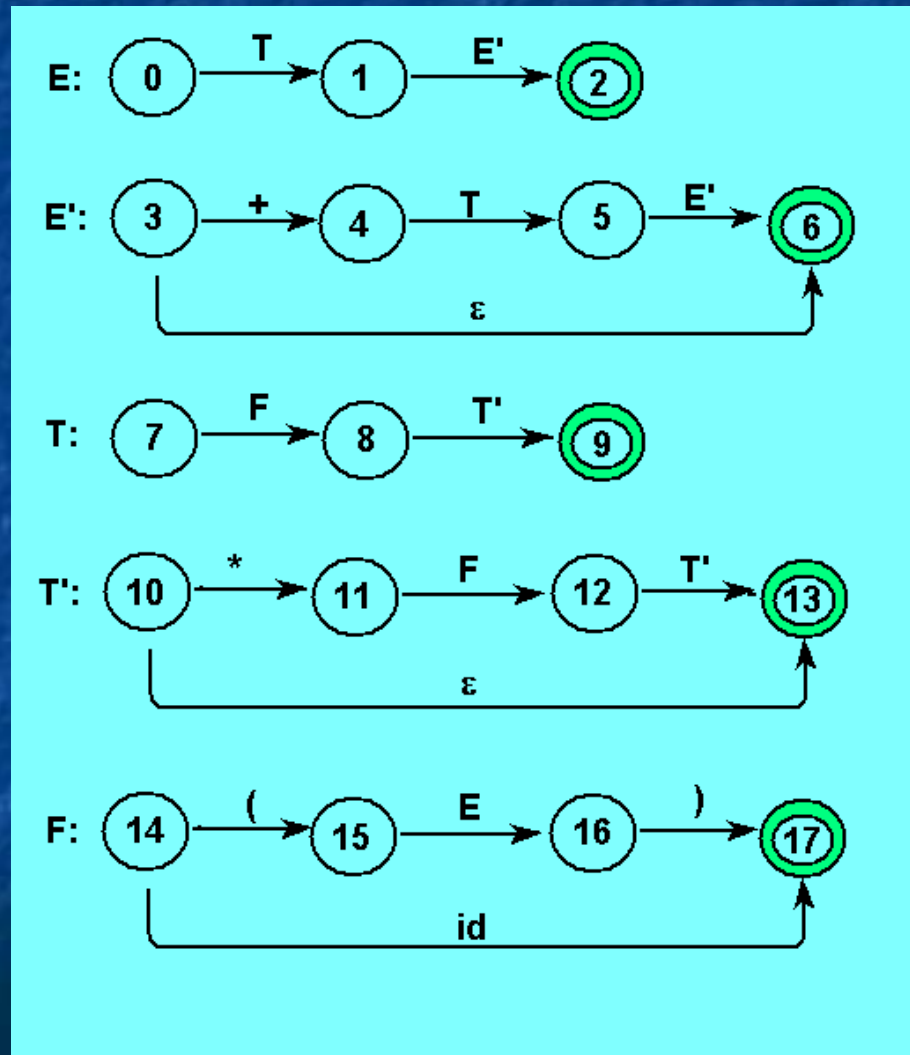 T E'
E: 0 1 2
+ T E'
E': 3 4 5 6
ε
F T'
T: 7 8 9
* F T'
T': 10 11 12 13
ε
( E )
F: 14 15 16 17
id